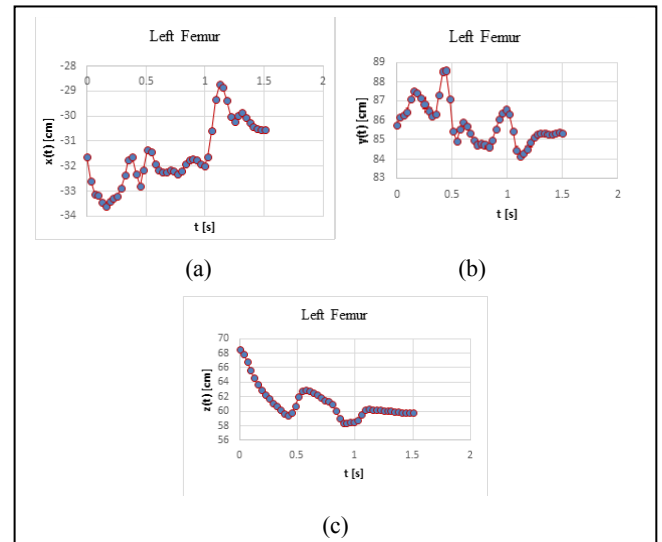 Left Femur
x(t) [cm]
-28
-29
-30
-31
-32
-33
-34
0
0.5
1
1.5
2
t [s]
(a)
Left Femur
y(t) [cm]
89
88
86
85
83
0
0.5
1
1.5
2
t [s]
(b)
Left Femur
z(t) [cm]
70
68
66
64
62
60
58
56
0
0.5
1
1.5
2
t [s]
(c)